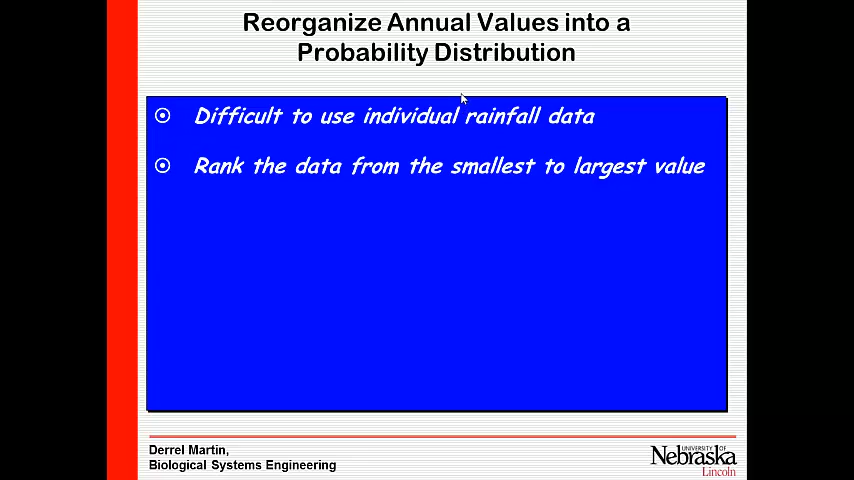 Reorganize Annual Values into a
Probability Distribution
Difficult to use individual rainfall data
Rank the data from the smallest to largest value
Derrel Martin,
Biological Systems Engineering
UNIVERSITY OF
Nebraska
Lincoln